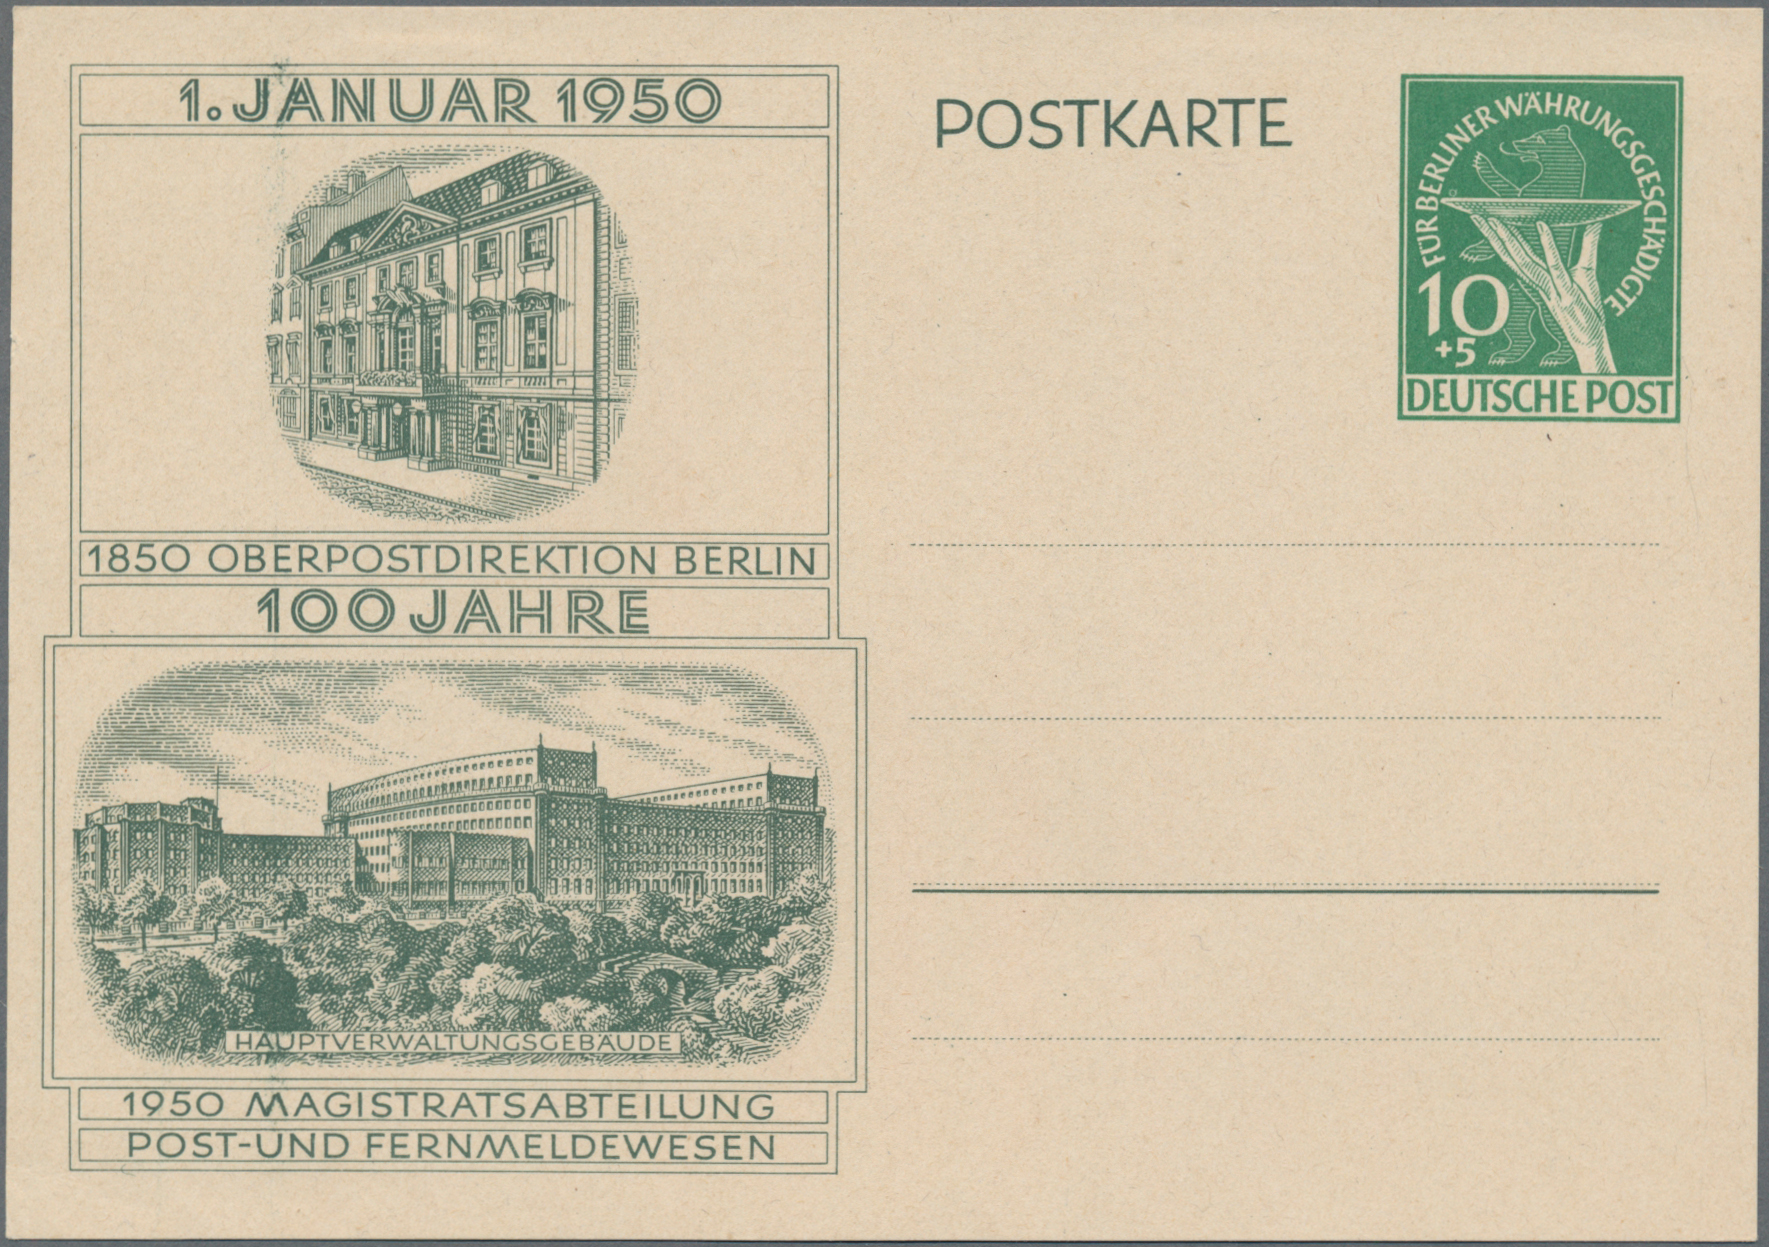 1. JANUAR 1950
1850 OBERPOSTDIREKTION BERLIN
100 JAHRE
HAUPTVERWALTUNGSGEBÄUDE
1950 MAGISTRATSABTEILUNG
POST-UND FERNMELDEWESEN
POSTKARTE
FÜR BERLINER WÄHRUNGSGESCHÄDIGTE
10
+5
DEUTSCHE POST